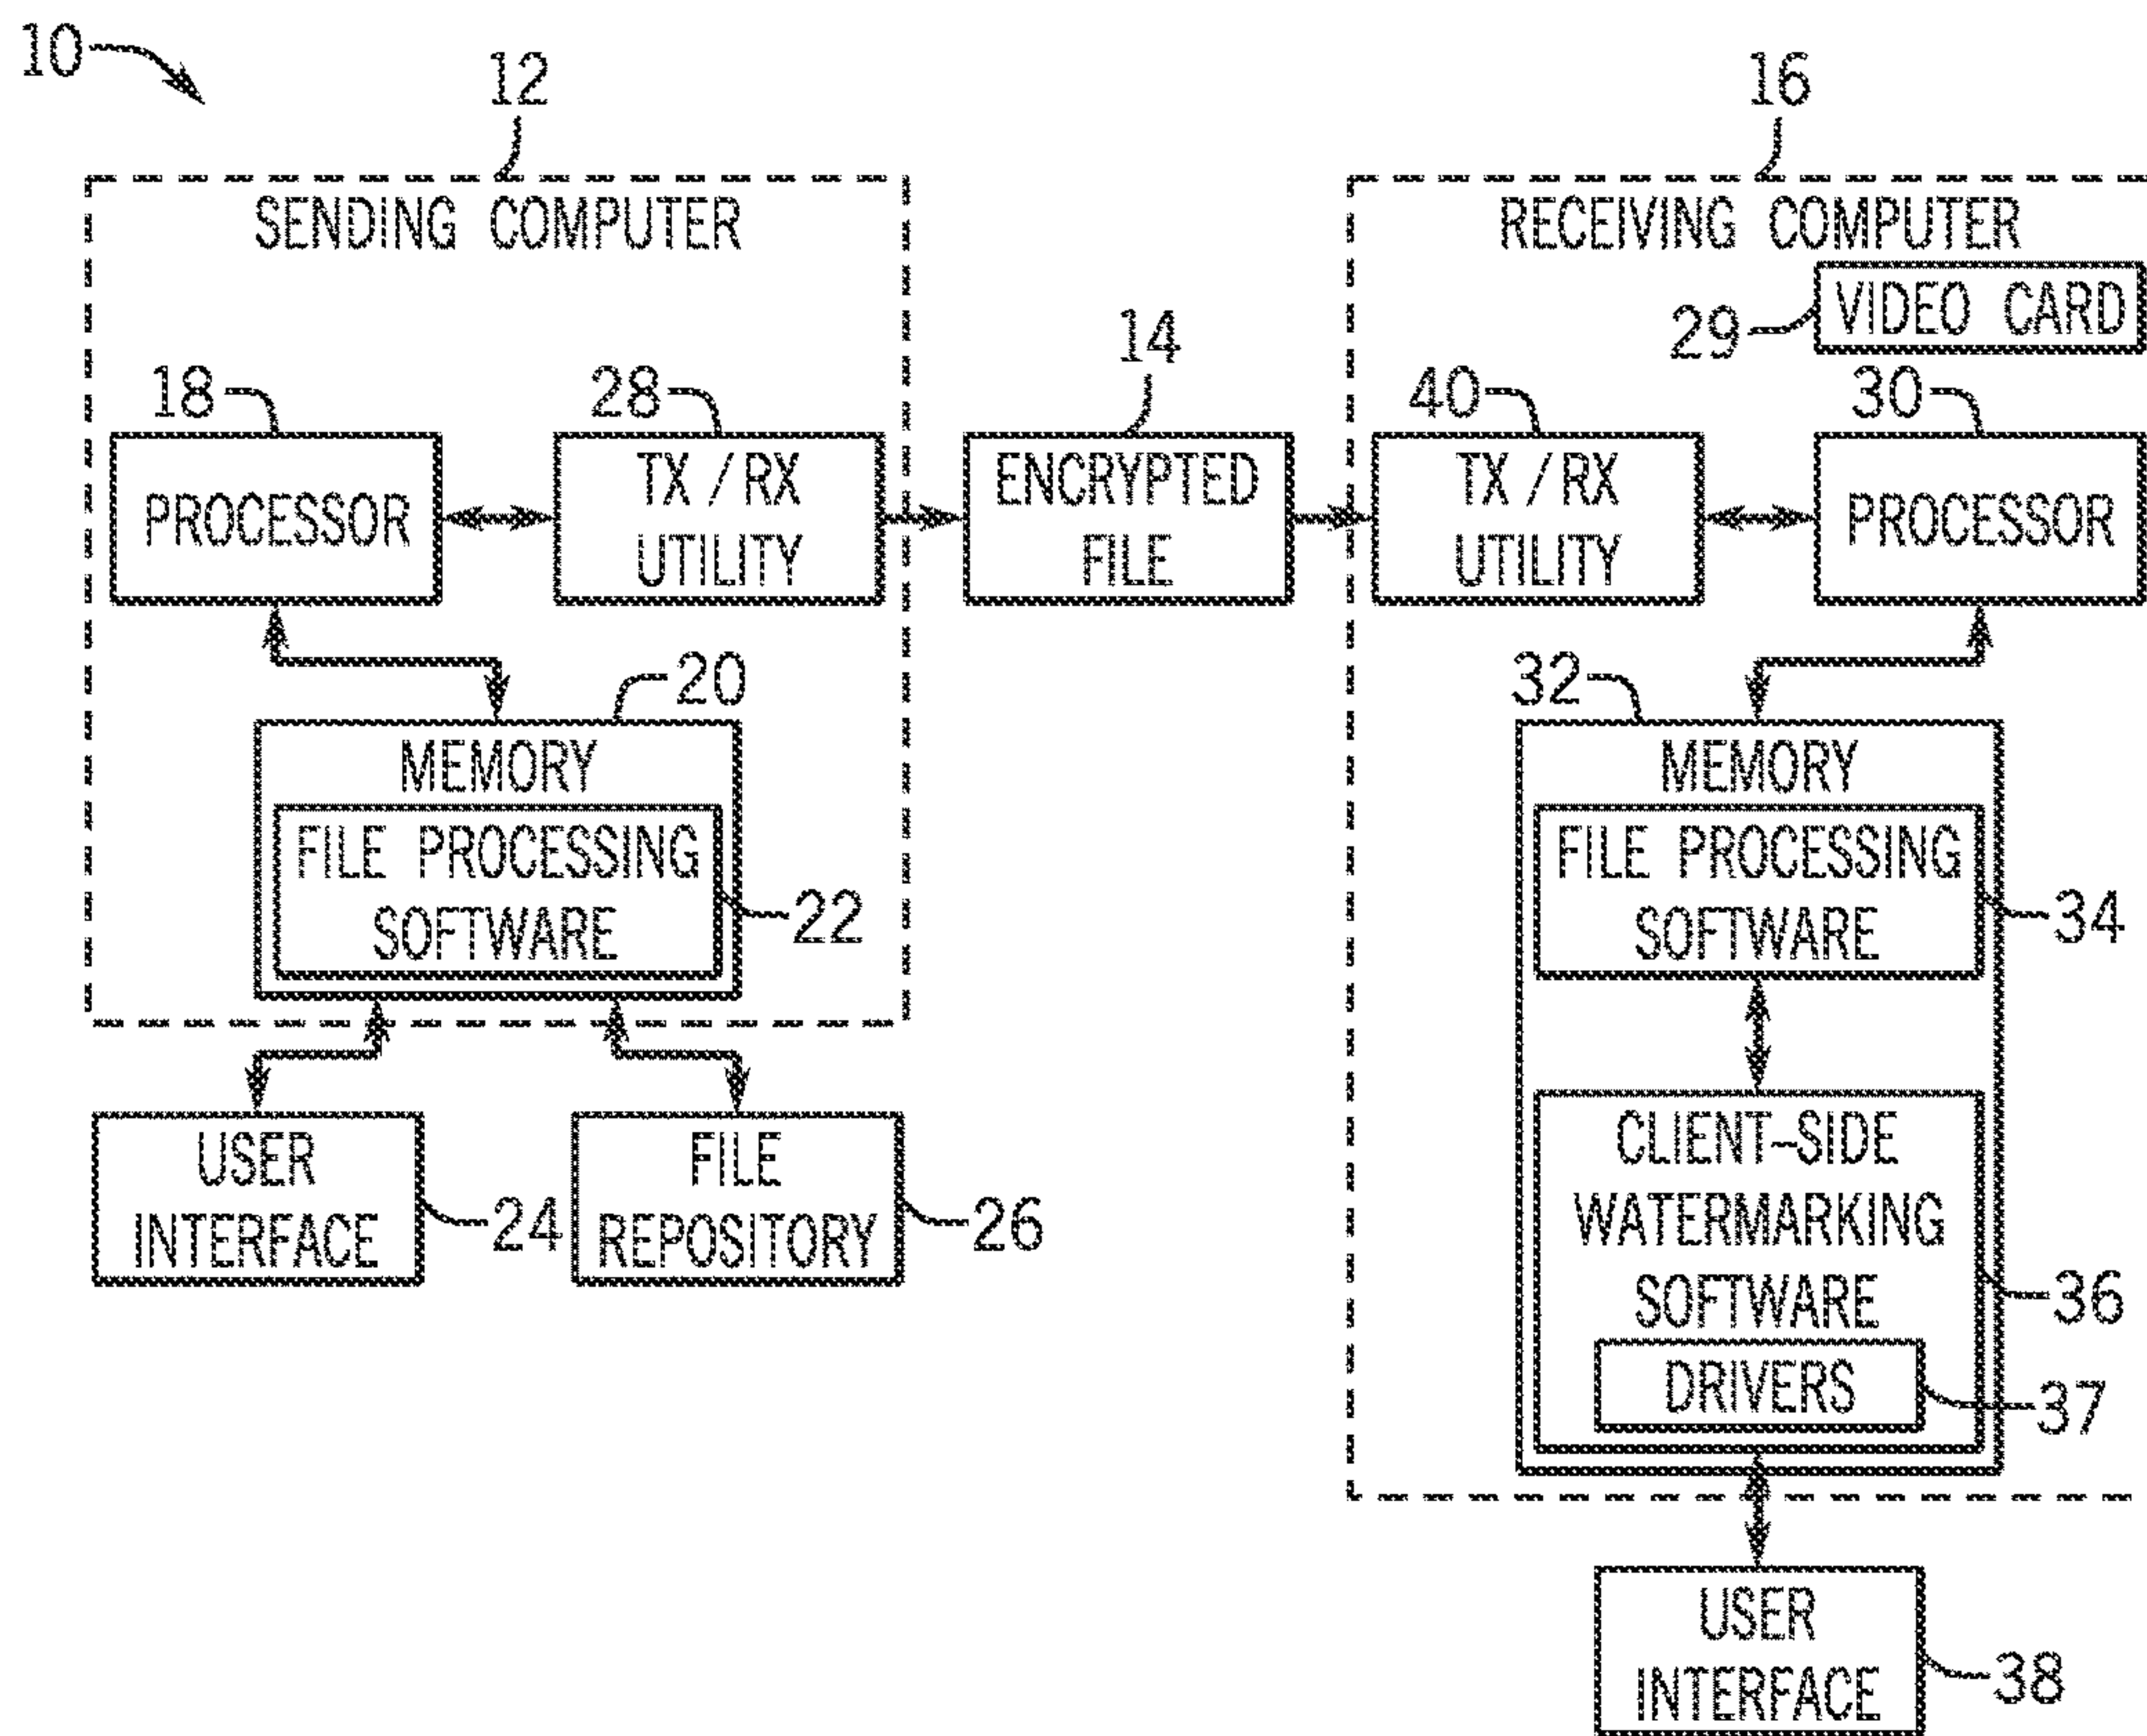 10
12
16
SENDING COMPUTER
RECEIVING COMPUTER
29
VIDEO CARD
14
18
28
40
30
PROCESSOR
TX / RX
UTILITY
ENCRYPTED
FILE
TX / RX
UTILITY
PROCESSOR
20
MEMORY
FILE PROCESSING
SOFTWARE
22
32
MEMORY
FILE PROCESSING
SOFTWARE
34
USER
INTERFACE
24
FILE
REPOSITORY
26
CLIENT-SIDE
WATERMARKING
SOFTWARE
36
DRIVERS
37
USER
INTERFACE
38